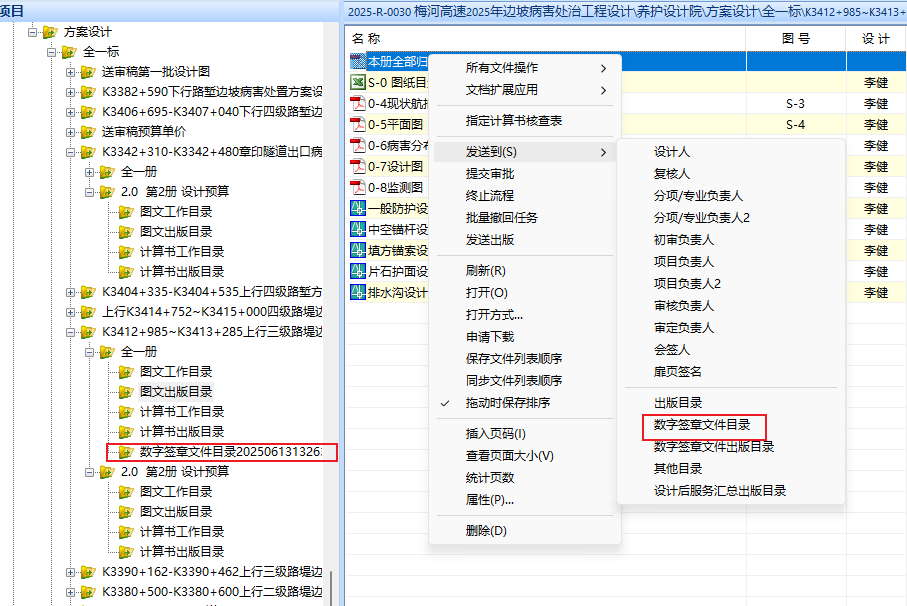 项目
方案设计
全一标
送审稿第一批设计图
K3382+590下行路堑边坡病害处置方案设
K3406+695-K3407+040下行四级路堑边
送审稿预算单价
K3342+310-K3342+480章印隧道出口病
全一册
2.0 第2册 设计预算
图文工作目录
图文出版目录
计算书工作目录
计算书出版目录
K3404+335-K3404+535上行四级路堑方
上行K3414+752~K3415+000四级路堤边
K3412+985~K3413+285上行三级路堤边
全一册
图文工作目录
图文出版目录
计算书工作目录
计算书出版目录
数字签章文件目录2025061313263
2.0 第2册 设计预算
图文工作目录
图文出版目录
计算书工作目录
计算书出版目录
K3390+162-K3390+462上行三级路堤边
K3380+500-K3380+600上行二级路堤边
2025-R-0030 梅河高速2025年边坡病害处治工程设计\养护设计院\方案设计\全一标\K3412+985~K3413+
名 称 图 号 设 计
本册全部归
S-0 图纸目 李健
0-4现状航拍 S-3 李健
0-5平面图 S-4 李健
0-6病害分布 李健
0-7设计图 李健
0-8监测图 李健
一般防护设 李健
中空锚杆设 李健
填方锚索设 李健
片石护面设 李健
排水沟设计 李健
所有文件操作
文档扩展应用
指定计算书核查表
发送到(S)
提交审批
终止流程
批量撤回任务
发送出版
刷新(R)
打开(O)
打开方式...
申请下载
保存文件列表顺序
同步文件列表顺序
拖动时保存排序
插入页码(I)
查看页面大小(V)
统计页数
属性(P)...
删除(D)
设计人
复核人
分项/专业负责人
分项/专业负责人2
初审负责人
项目负责人
项目负责人2
审核负责人
审定负责人
会签人
扉页签名
出版目录
数字签章文件目录
数字签章文件出版目录
其他目录
设计后服务汇总出版目录